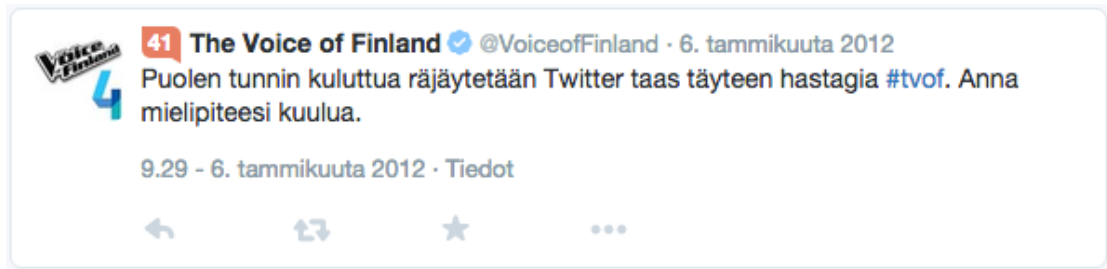 Voice
of Finland
4
41 The Voice of Finland @VoiceofFinland · 6. tammikuuta 2012
Puolen tunnin kuluttua räjäytetään Twitter taas täyteen hastagia #tvof. Anna
mielipiteesi kuulua.
9.29 - 6. tammikuuta 2012 · Tiedot